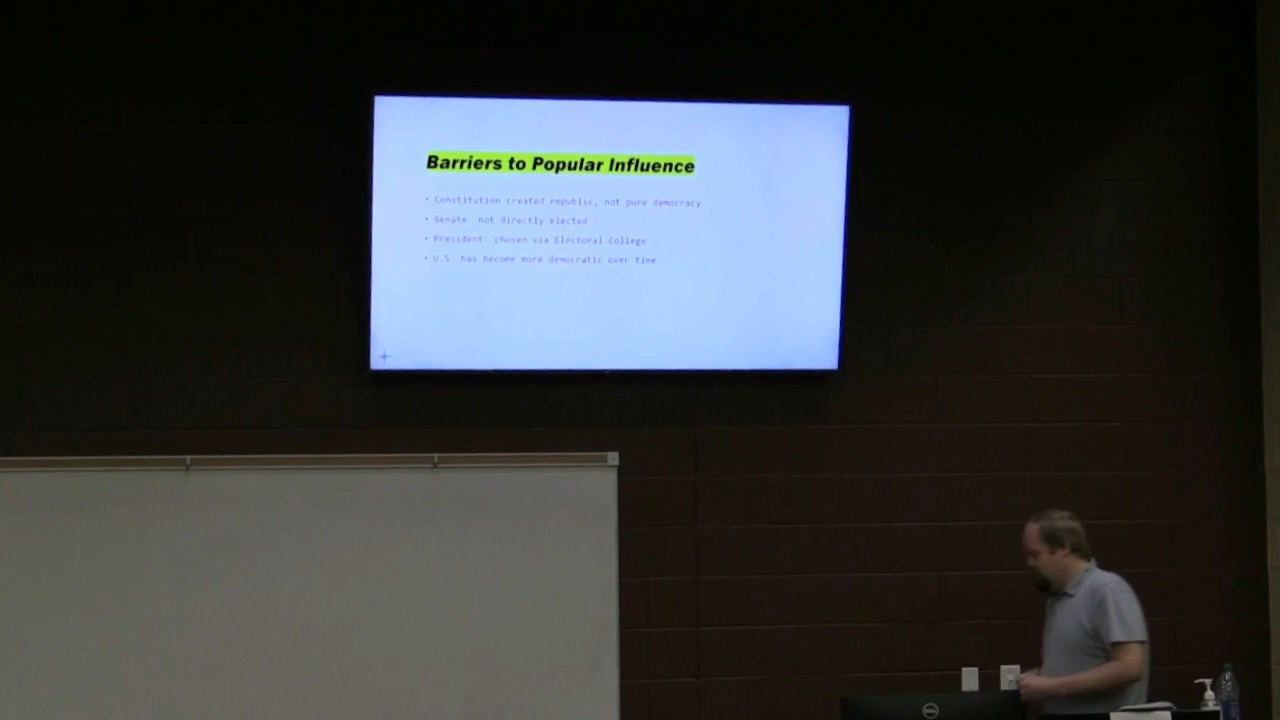 Barriers to Popular Influence
• Constitution created republic, not pure democracy
• Senate: not directly elected
• President: chosen via Electoral College
• U.S. has become more democratic over time
DELL